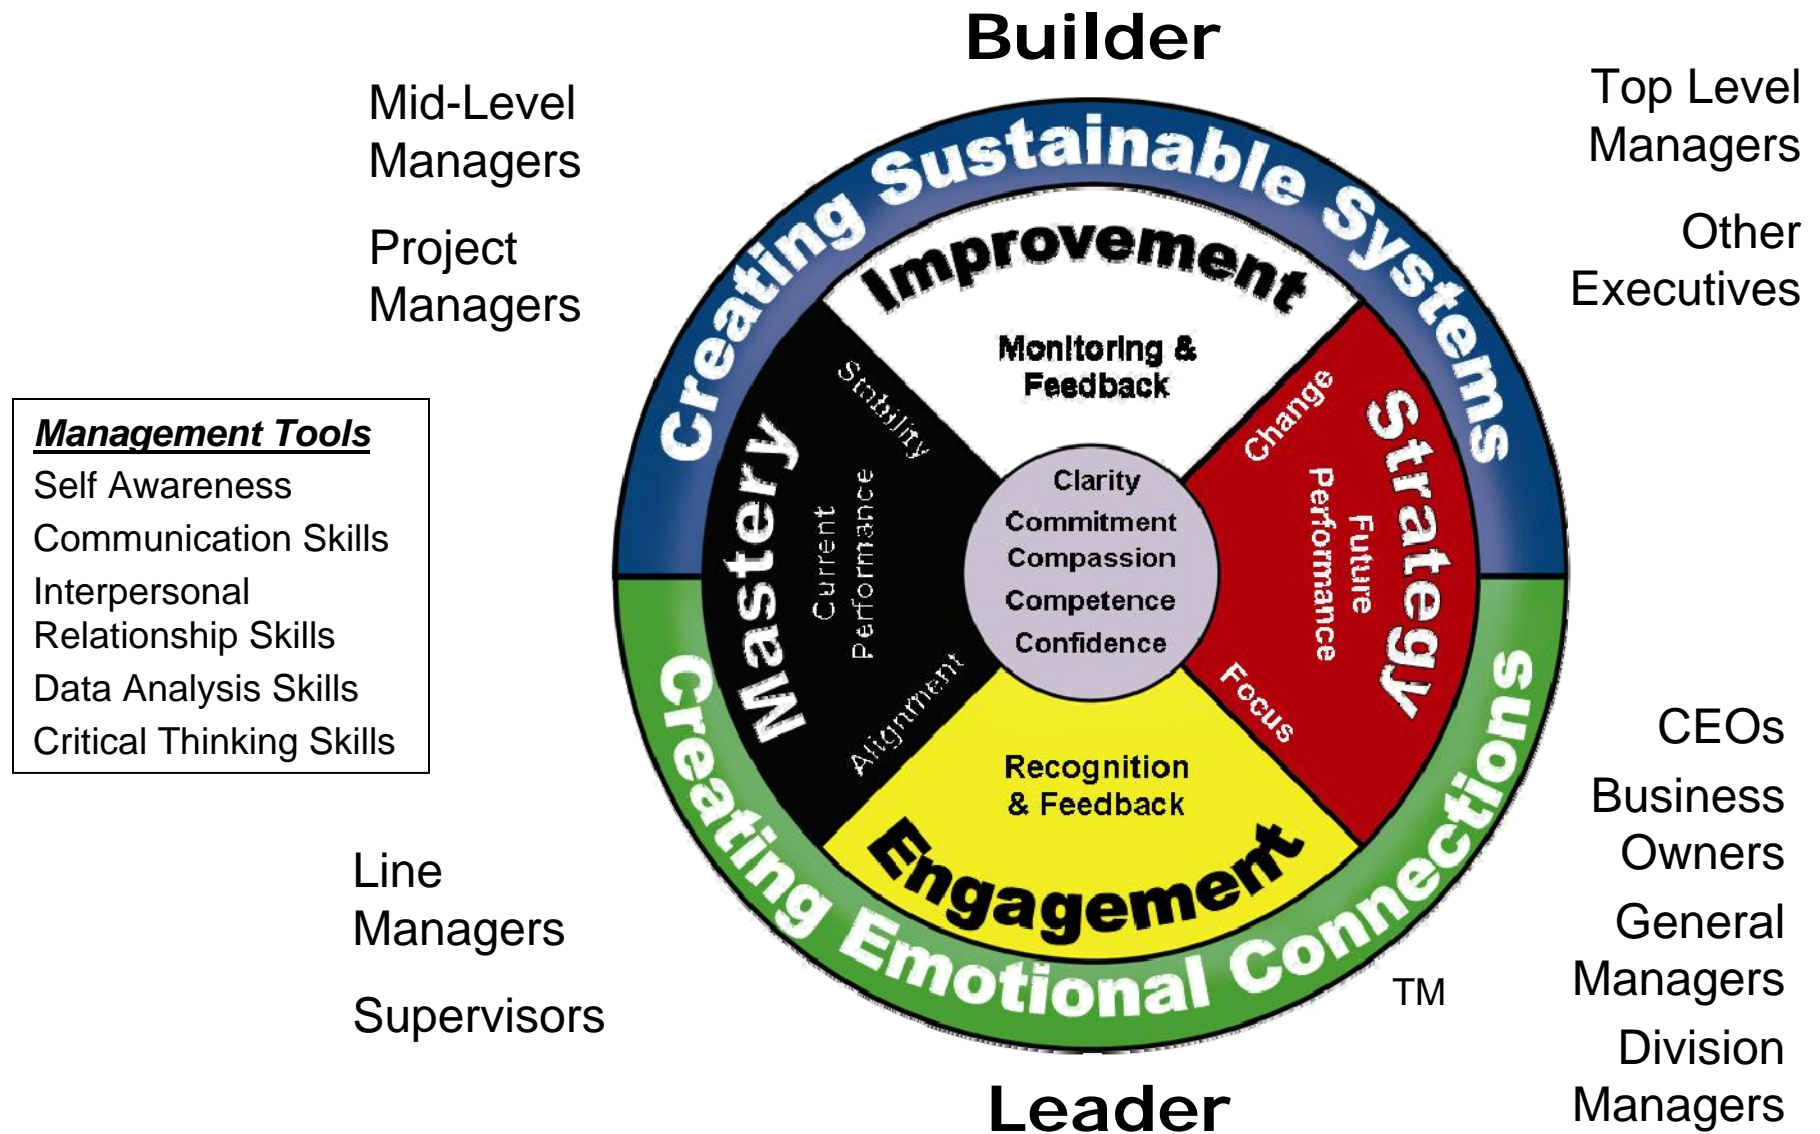 Builder
Mid-Level
Managers
Project
Managers
Top Level
Managers
Other
Executives
Management Tools
Self Awareness
Communication Skills
Interpersonal
Relationship Skills
Data Analysis Skills
Critical Thinking Skills
Creating Sustainable Systems
Improvement
Monitoring &
Feedback
Mastery
Stability
Current
Performance
Alignment
Clarity
Commitment
Compassion
Competence
Confidence
Change
Strategy
Future
Performance
Focus
Recognition
& Feedback
Engagement
Creating Emotional Connections
TM
Line
Managers
Supervisors
CEOs
Business
Owners
General
Managers
Division
Managers
Leader